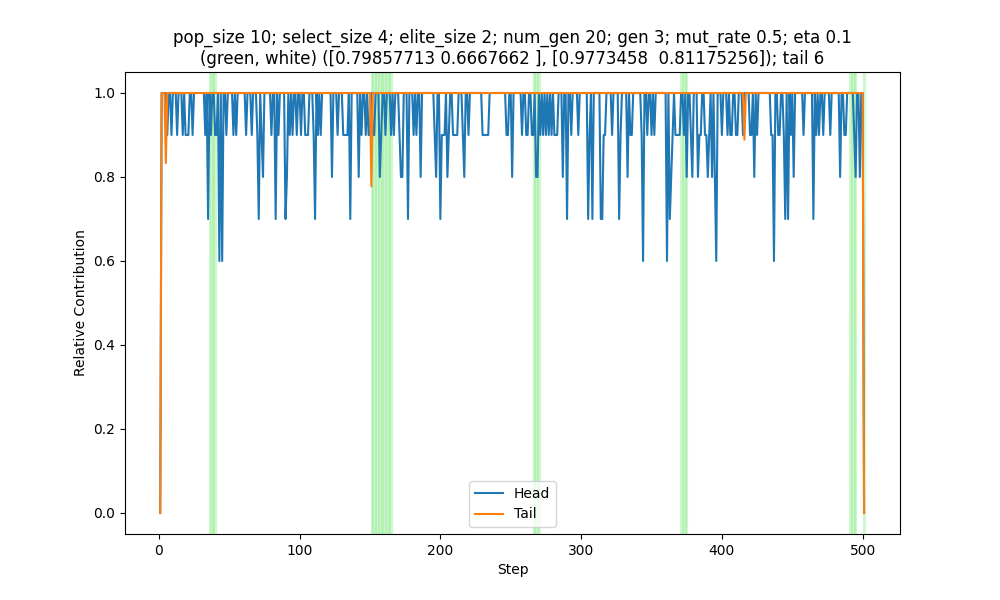 pop_size 10; select_size 4; elite_size 2; num_gen 20; gen 3; mut_rate 0.5; eta 0.1
(green, white) ([0.79857713 0.6667662 ], [0.9773458  0.81175256]); tail 6
1.0
0.8
0.6
0.4
0.2
0.0
Relative Contribution
Head
Tail
0
100
200
300
400
500
Step